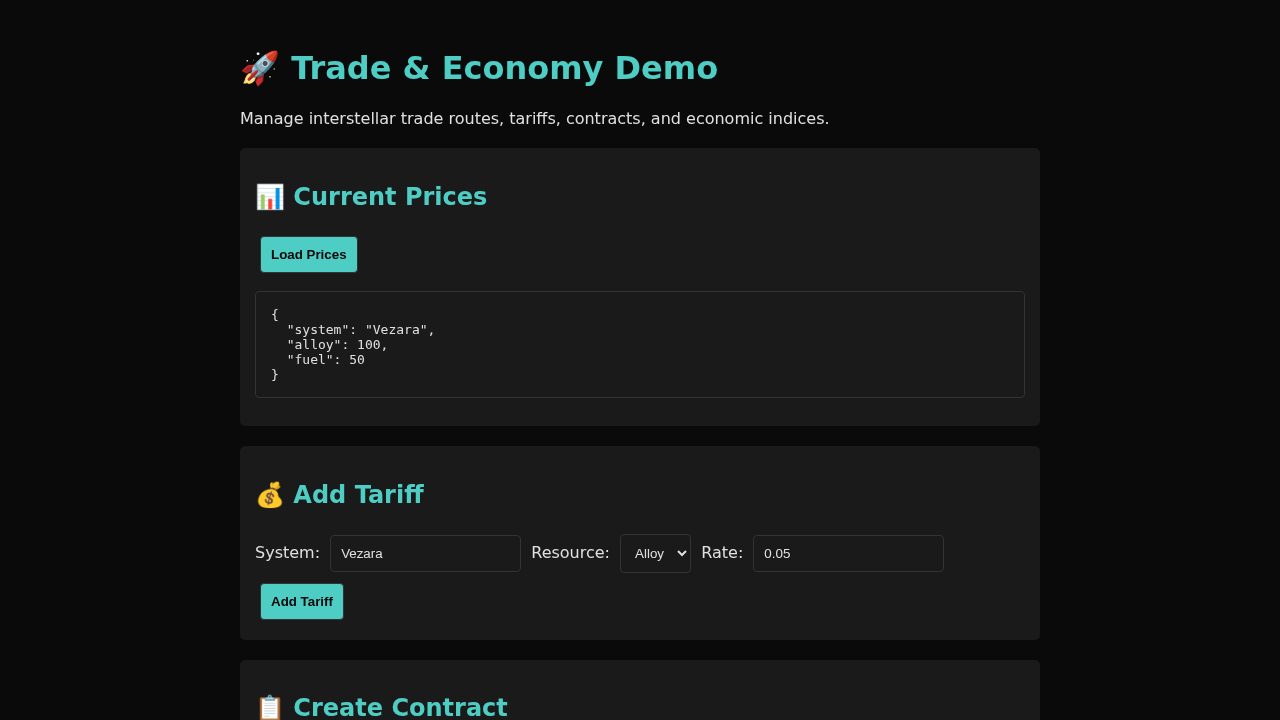 🚀 Trade & Economy Demo
Manage interstellar trade routes, tariffs, contracts, and economic indices.
📊 Current Prices
Load Prices
{
  "system": "Vezara",
  "alloy": 100,
  "fuel": 50
}
💰 Add Tariff
System: Vezara Resource: Alloy Rate: 0.05
Add Tariff
📋 Create Contract